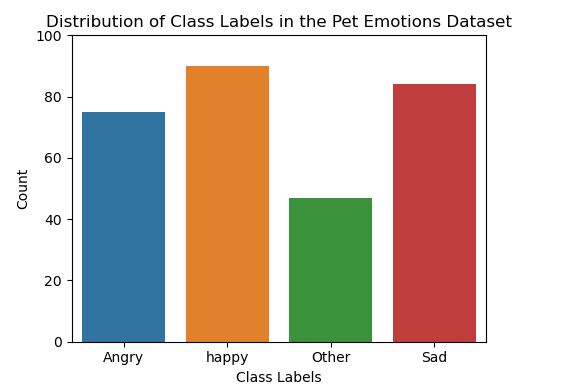 Distribution of Class Labels in the Pet Emotions Dataset
100
80
60
40
20
0
Count
Angry happy Other Sad
Class Labels